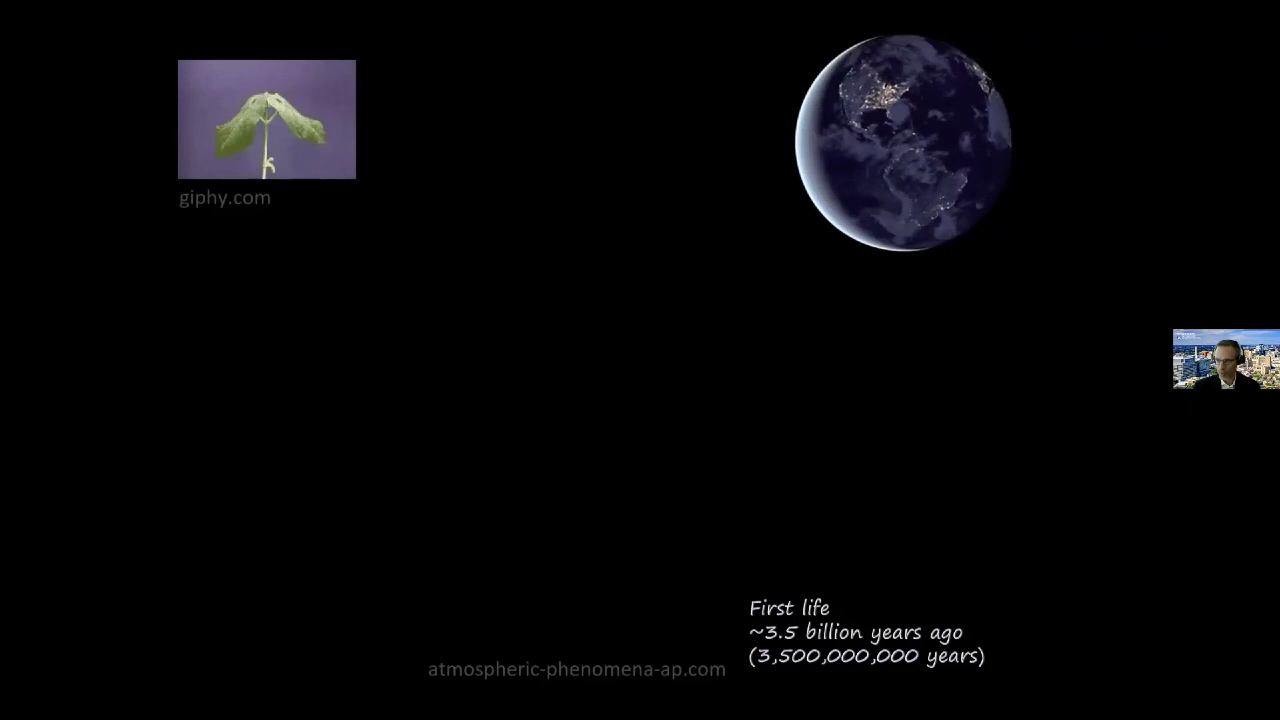 giphy.com
First life
~3.5 billion years ago
(3,500,000,000 years)
atmospheric-phenomena-ap.com